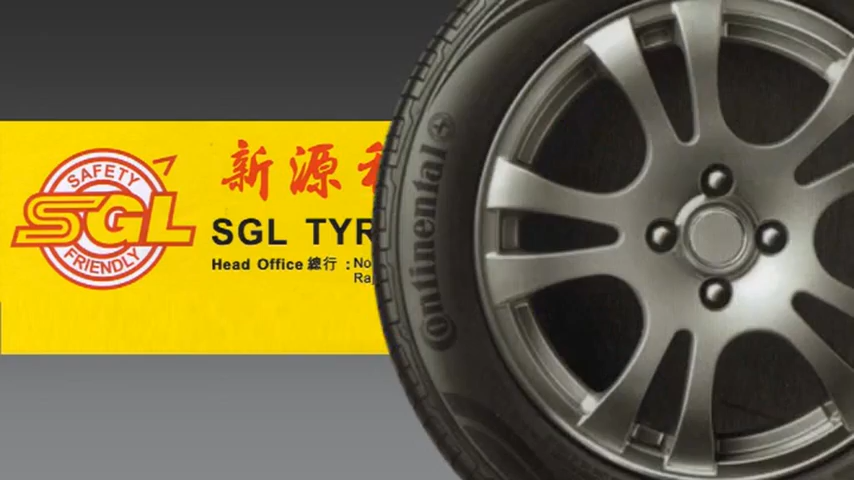 SAFETY
SGL
FRIENDLY
新源
SGL TYR
Head Office 總行 : No
Ra
Continental